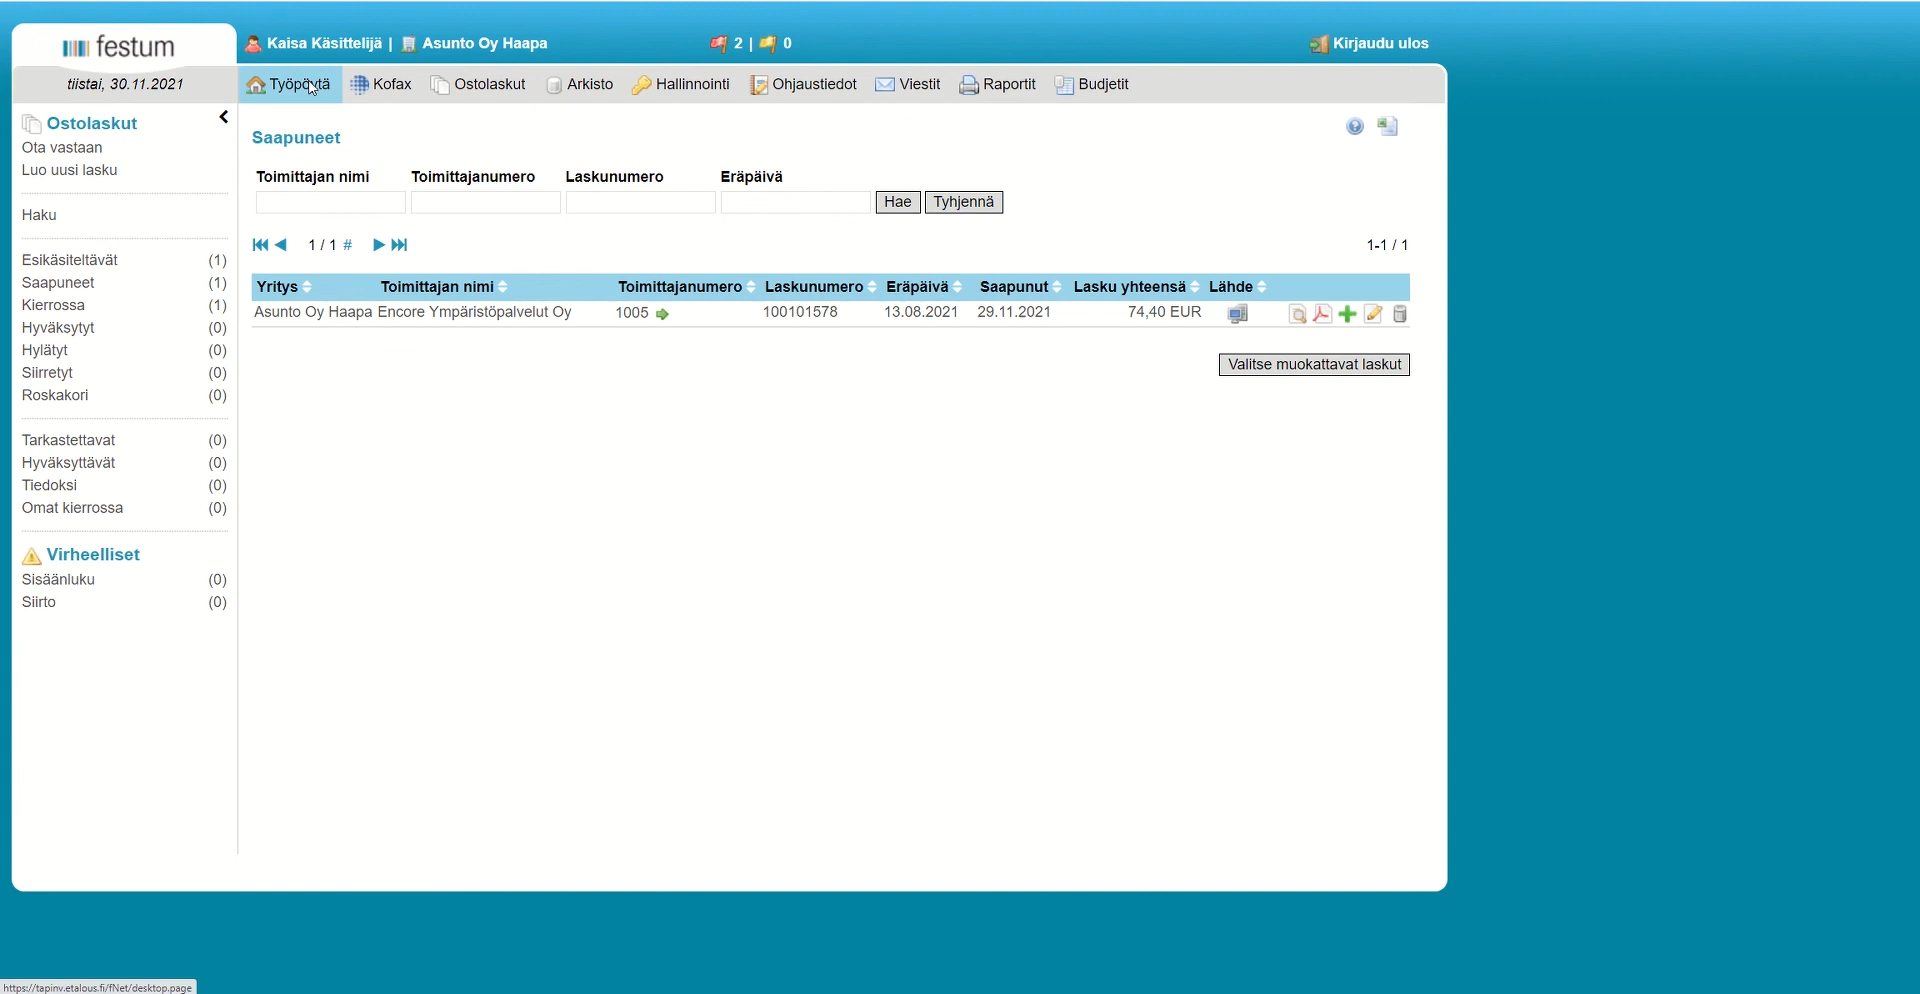 festum
Kaisa Käsittelijä | Asunto Oy Haapa
2 | 0
Kirjaudu ulos
tiistai, 30.11.2021
Työpöytä Kofax Ostolaskut Arkisto Hallinnointi Ohjaustiedot Viestit Raportit Budjetit
Ostolaskut
Ota vastaan
Luo uusi lasku
Haku
Esikäsiteltävät (1)
Saapuneet (1)
Kierrossa (1)
Hyväksytyt (0)
Hylätyt (0)
Siirretyt (0)
Roskakori (0)
Tarkastettavat (0)
Hyväksyttävät (0)
Tiedoksi (0)
Omat kierrossa (0)
Virheelliset
Sisäänluku (0)
Siirto (0)
Saapuneet
Toimittajan nimi Toimittajanumero Laskunumero Eräpäivä
Hae Tyhjennä
1 / 1 # 1-1 / 1
Yritys Toimittajan nimi Toimittajanumero Laskunumero Eräpäivä Saapunut Lasku yhteensä Lähde
Asunto Oy Haapa Encore Ympäristöpalvelut Oy 1005 100101578 13.08.2021 29.11.2021 74,40 EUR
Valitse muokattavat laskut
https://tapinv.etalous.fi/fNet/desktop.page